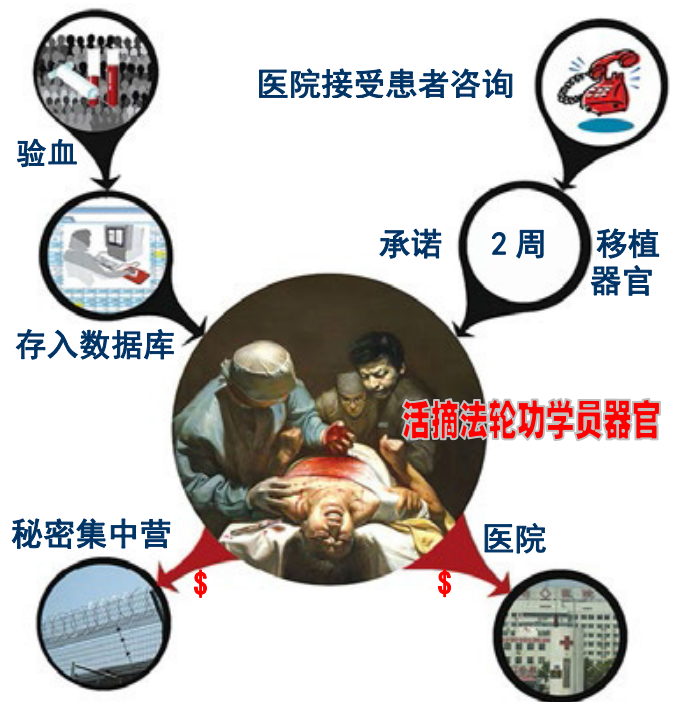 医院接受患者咨询
验血
承诺
2周
移植
器官
存入数据库
活摘法轮功学员器官
秘密集中营
医院
$
$